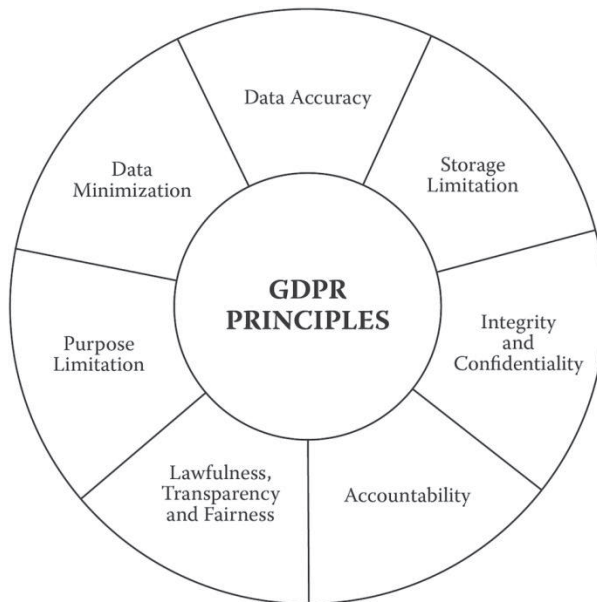 Data Accuracy
Storage
Limitation
Integrity
and
Confidentiality
Accountability
Lawfulness,
Transparency
and Fairness
Purpose
Limitation
Data
Minimization
GDPR
PRINCIPLES